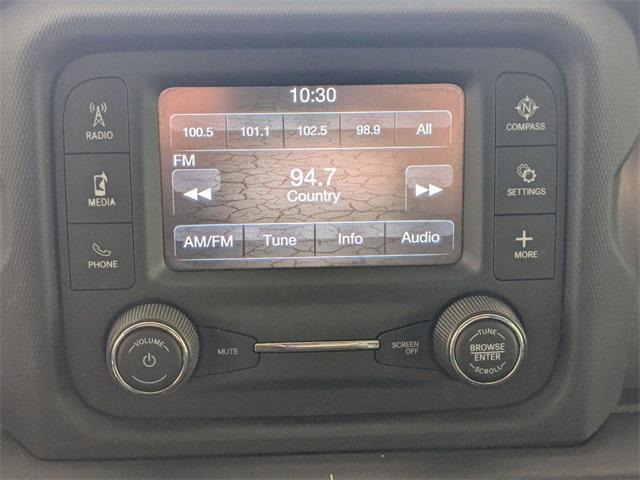 10:30
100.5 101.1 102.5 98.9 All
FM
94.7
Country
AM/FM Tune Info Audio
RADIO
MEDIA
PHONE
N
COMPASS
SETTINGS
MORE
VOLUME
MUTE
SCREEN
OFF
TUNE
BROWSE
ENTER
SCROLL